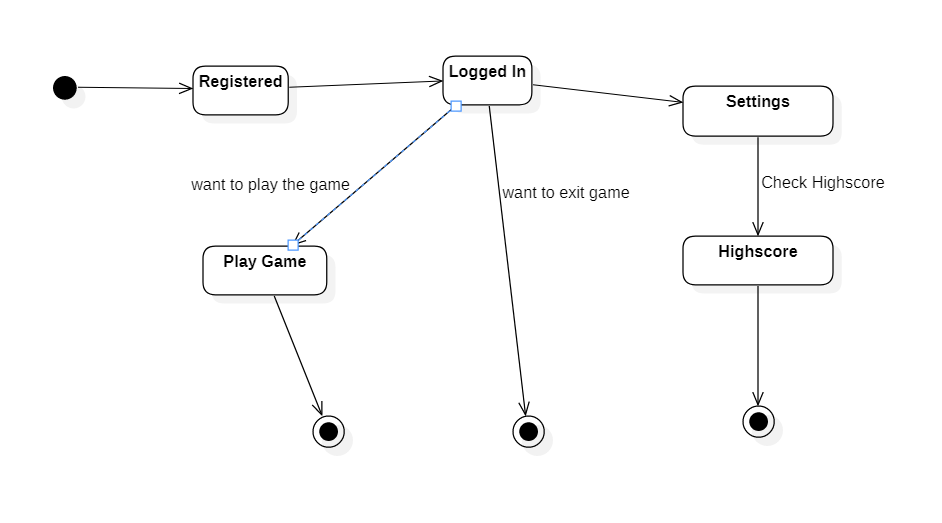 Registered
Logged In
Settings
want to play the game
want to exit game
Check Highscore
Play Game
Highscore